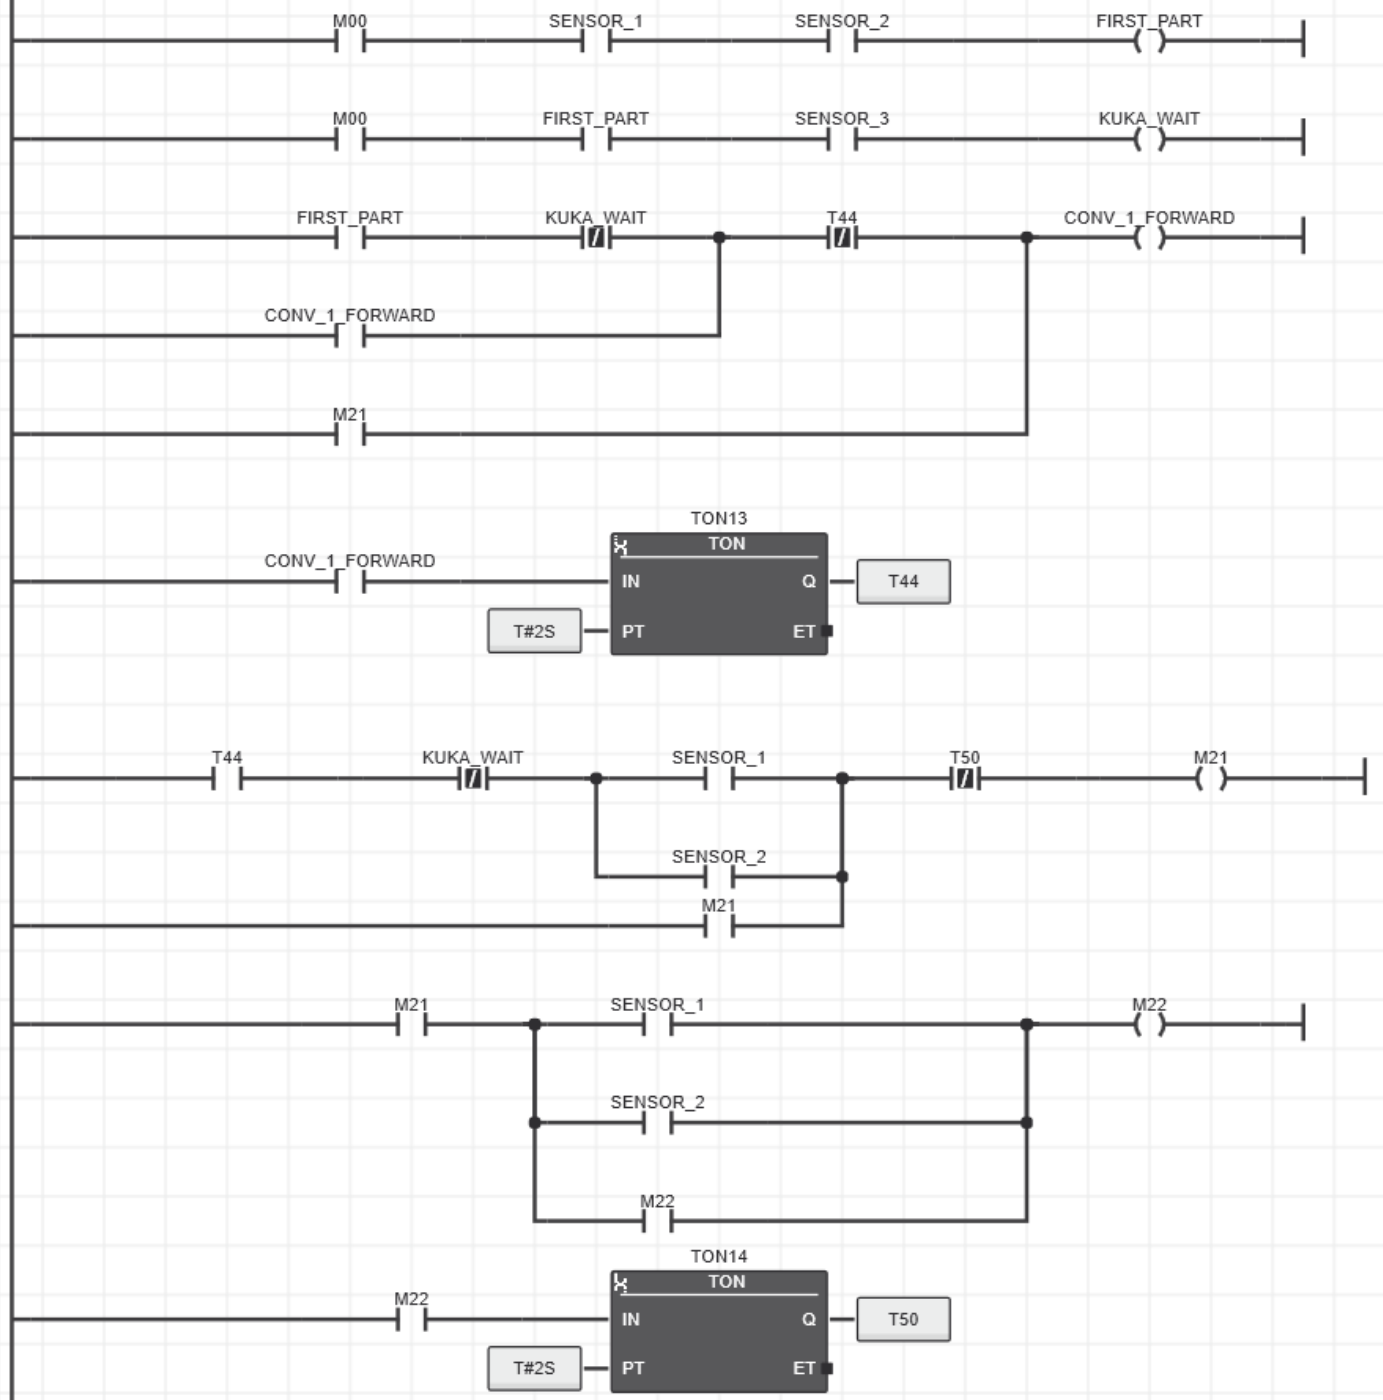 M00 SENSOR_1 SENSOR_2 FIRST_PART
M00 FIRST_PART SENSOR_3 KUKA_WAIT
FIRST_PART KUKA_WAIT T44 CONV_1_FORWARD
CONV_1_FORWARD
M21
TON13
TON
CONV_1_FORWARD
IN Q T44
T#2S PT ET
T44 KUKA_WAIT SENSOR_1 T50 M21
SENSOR_2
M21
M21 SENSOR_1 M22
SENSOR_2
M22
TON14
TON
M22
IN Q T50
T#2S PT ET